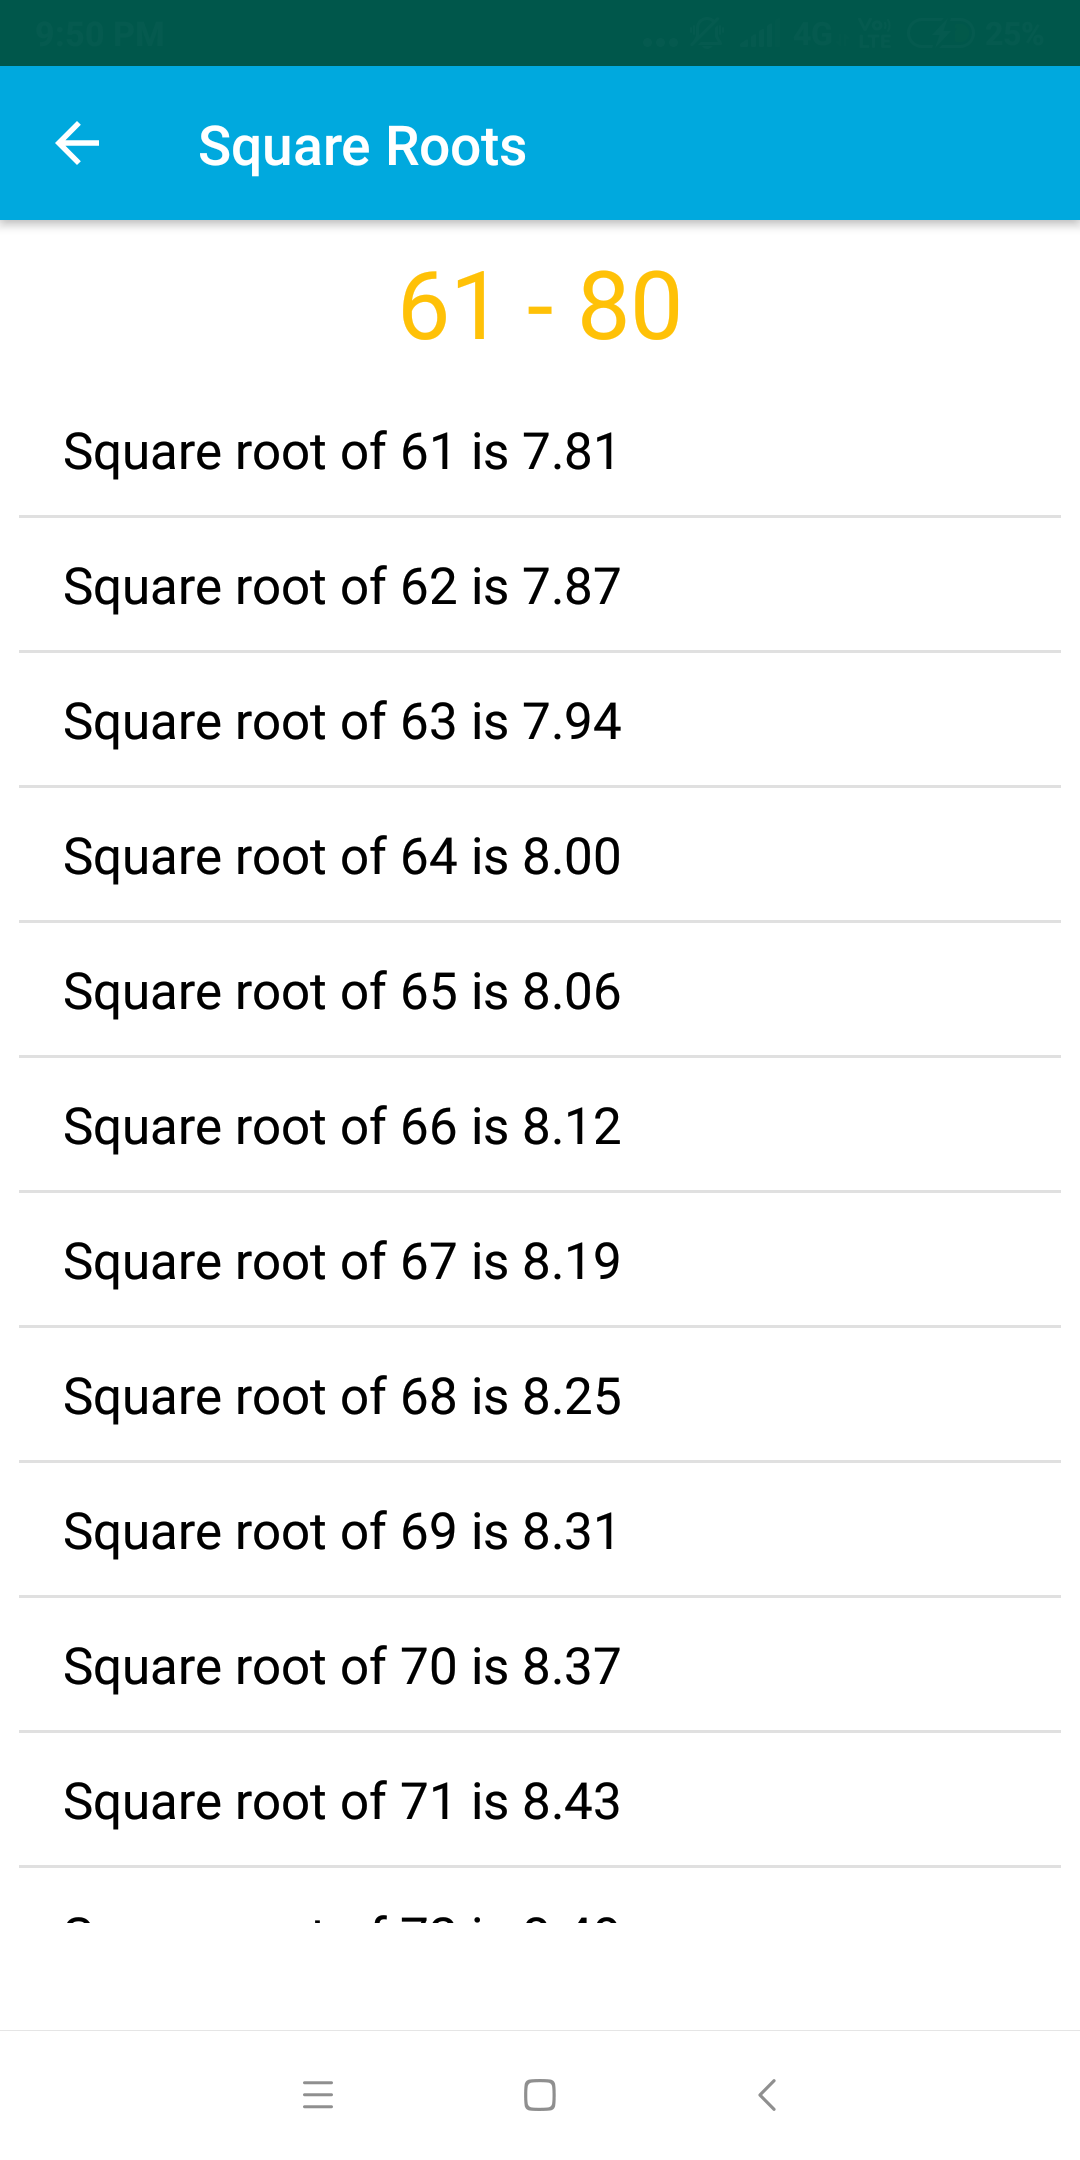 9:50 PM 4G 25%
Square Roots
61 - 80
Square root of 61 is 7.81
Square root of 62 is 7.87
Square root of 63 is 7.94
Square root of 64 is 8.00
Square root of 65 is 8.06
Square root of 66 is 8.12
Square root of 67 is 8.19
Square root of 68 is 8.25
Square root of 69 is 8.31
Square root of 70 is 8.37
Square root of 71 is 8.43